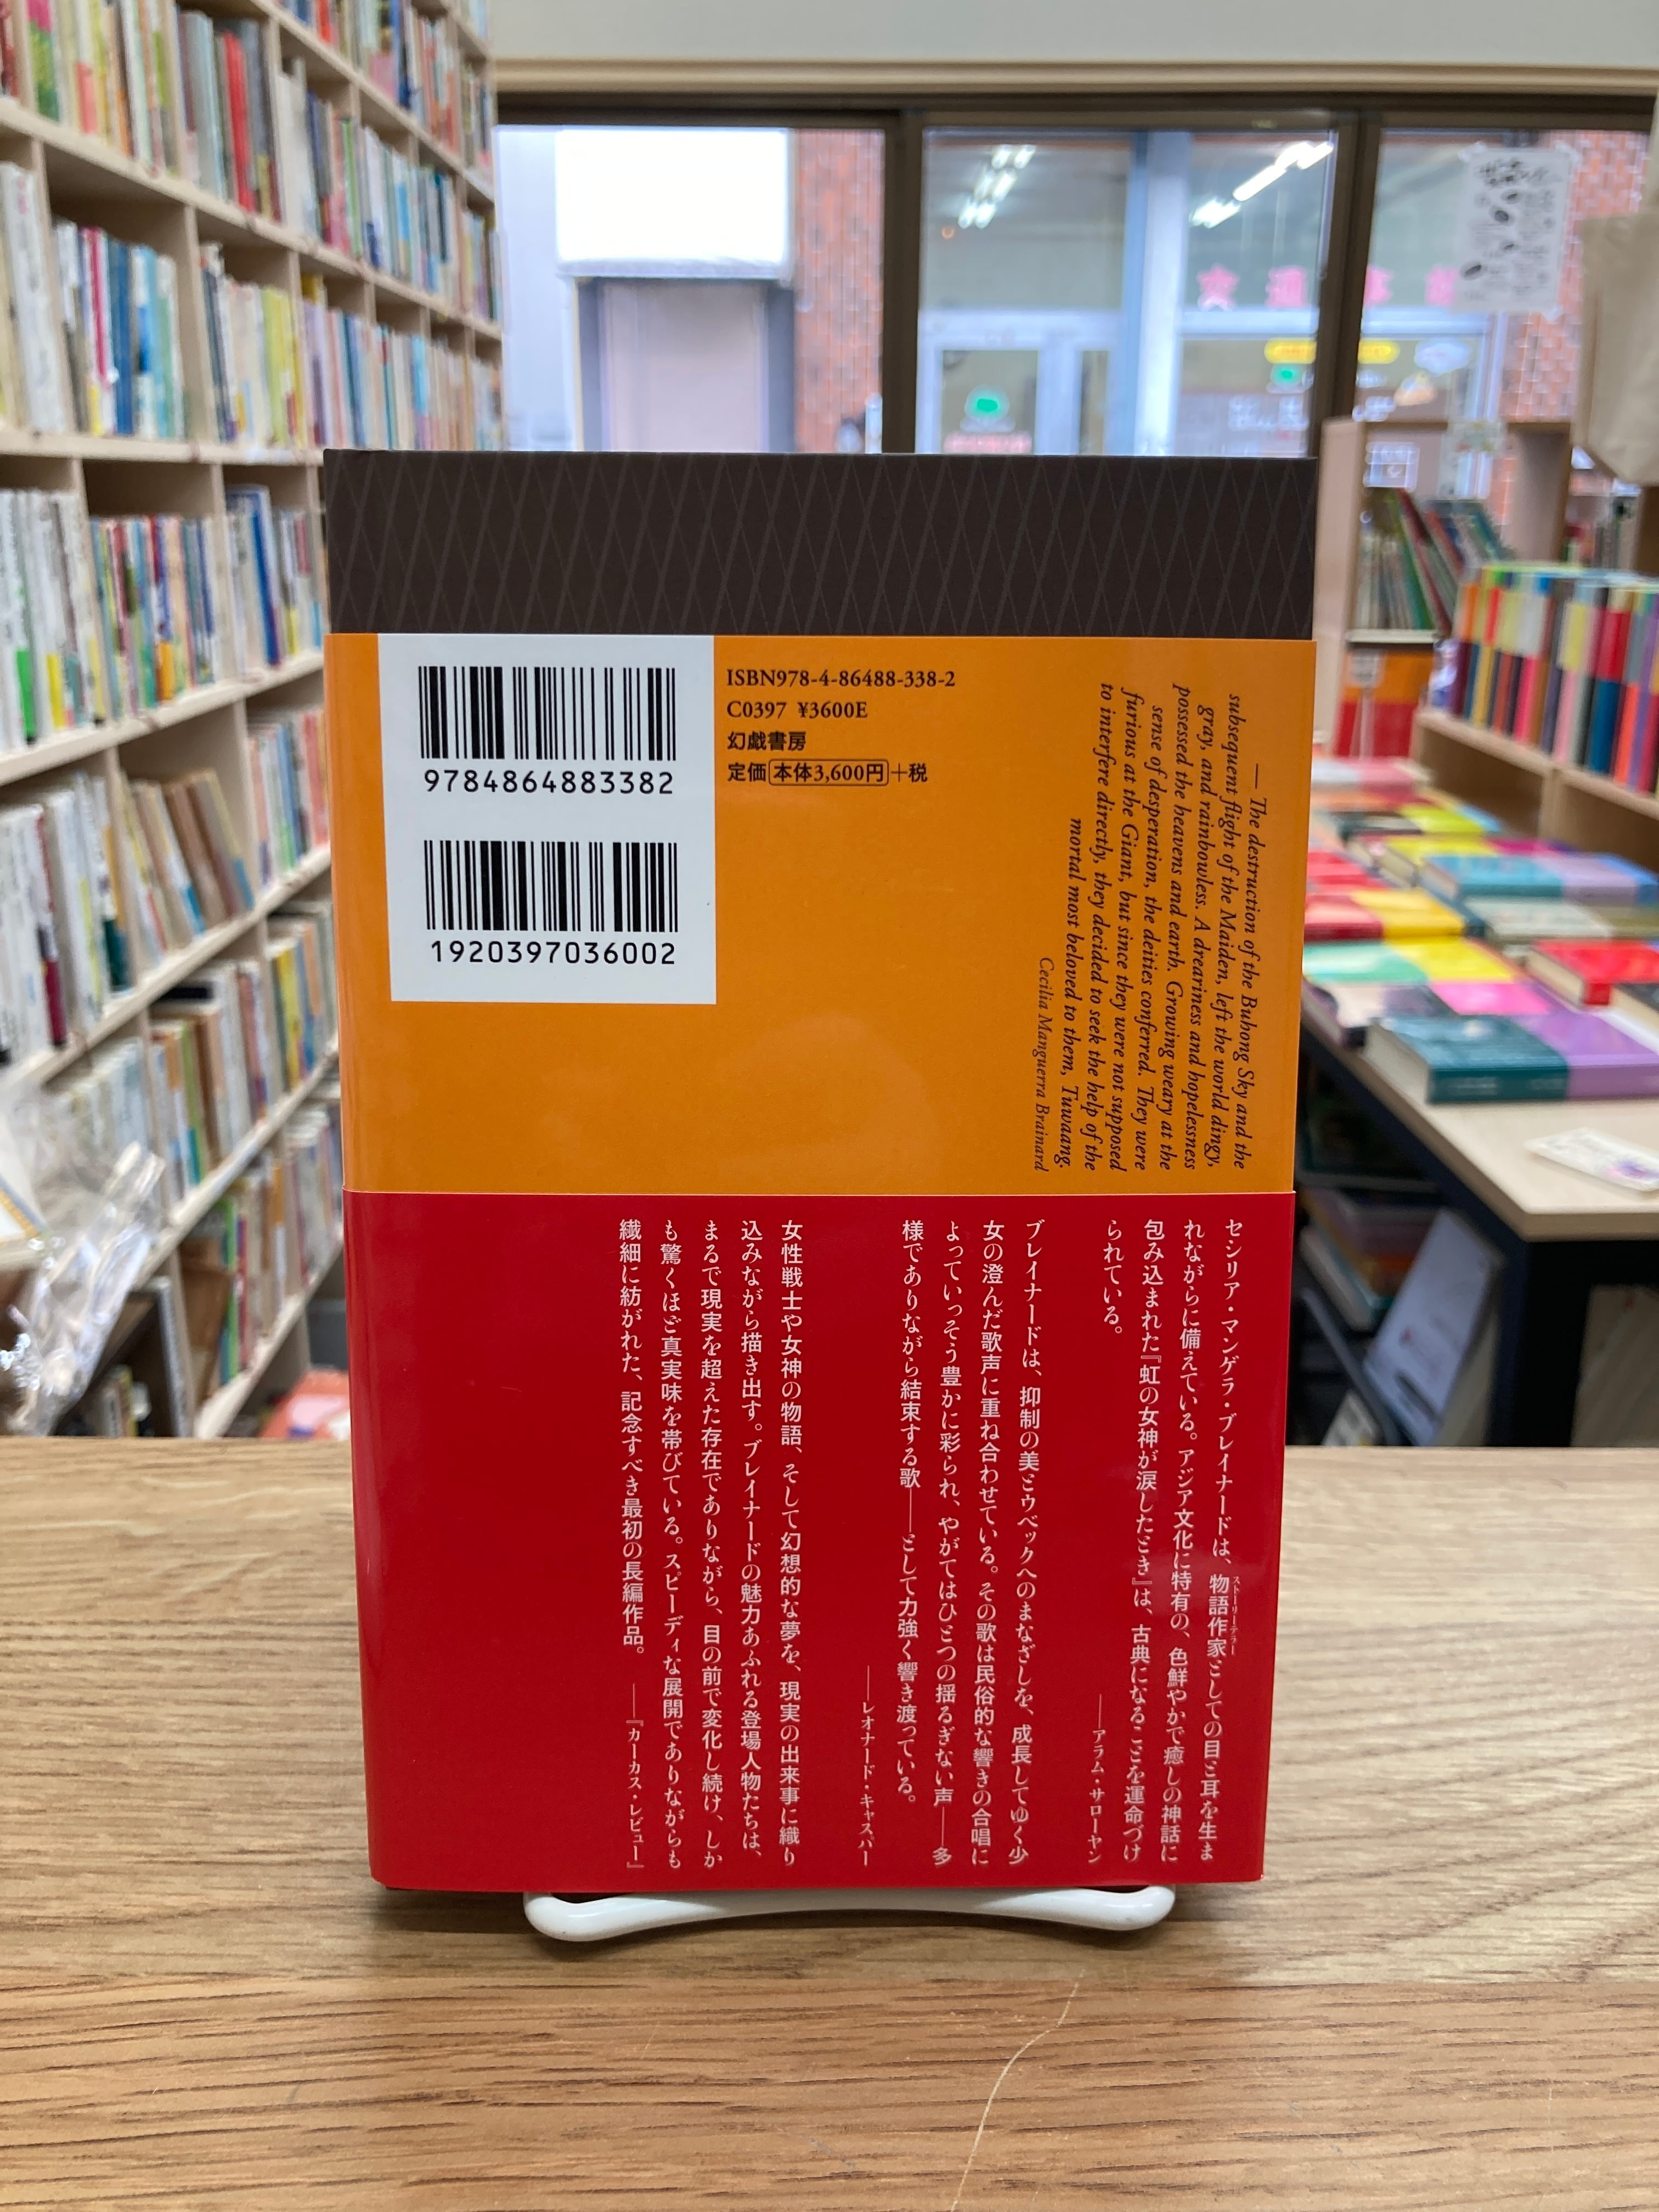 9784864883382
1920397036002
ISBN978-4-86488-338-2
C0397 ¥3600E
幻戯書房
定価 本体3,600円+税
— The destruction of the Buhong Sky and the
subsequent flight of the Maiden, left the world dingy,
gray, and rainbowless. A dreariness and hopelessness
possessed the heavens and earth. Growing weary at the
sense of desperation, the deities conferred. They were
furious at the Giant, but since they were not supposed
to interfere directly, they decided to seek the help of the
mortal most beloved to them, Tuwaang.
Cecilia Manguerra Brainard
セシリア・マンゲラ・ブレイナードは、物語作家としての目と耳を生ま
ストーリーテラー
れながらに備えている。アジア文化に特有の、色鮮やかで癒しの神話に
包み込まれた『虹の女神が涙したとき』は、古典になることを運命づけ
られている。
——アラム・サローヤン
ブレイナードは、抑制の美とウベックへのまなざしを、成長してゆく少
女の澄んだ歌声に重ね合わせている。その歌は民俗的な響きの合唱に
よっていっそう豊かに彩られ、やがてはひとつの揺るぎない声——多
様でありながら結束する歌——として力強く響き渡っている。
——レオナード・キャスパー
女性戦士や女神の物語、そして幻想的な夢を、現実の出来事に織り
込みながら描き出す。ブレイナードの魅力あふれる登場人物たちは、
まるで現実を超えた存在でありながら、目の前で変化し続け、しか
も驚くほど真実味を帯びている。スピーディな展開でありながらも
繊細に紡がれた、記念すべき最初の長編作品。
——『カーカス・レビュー』